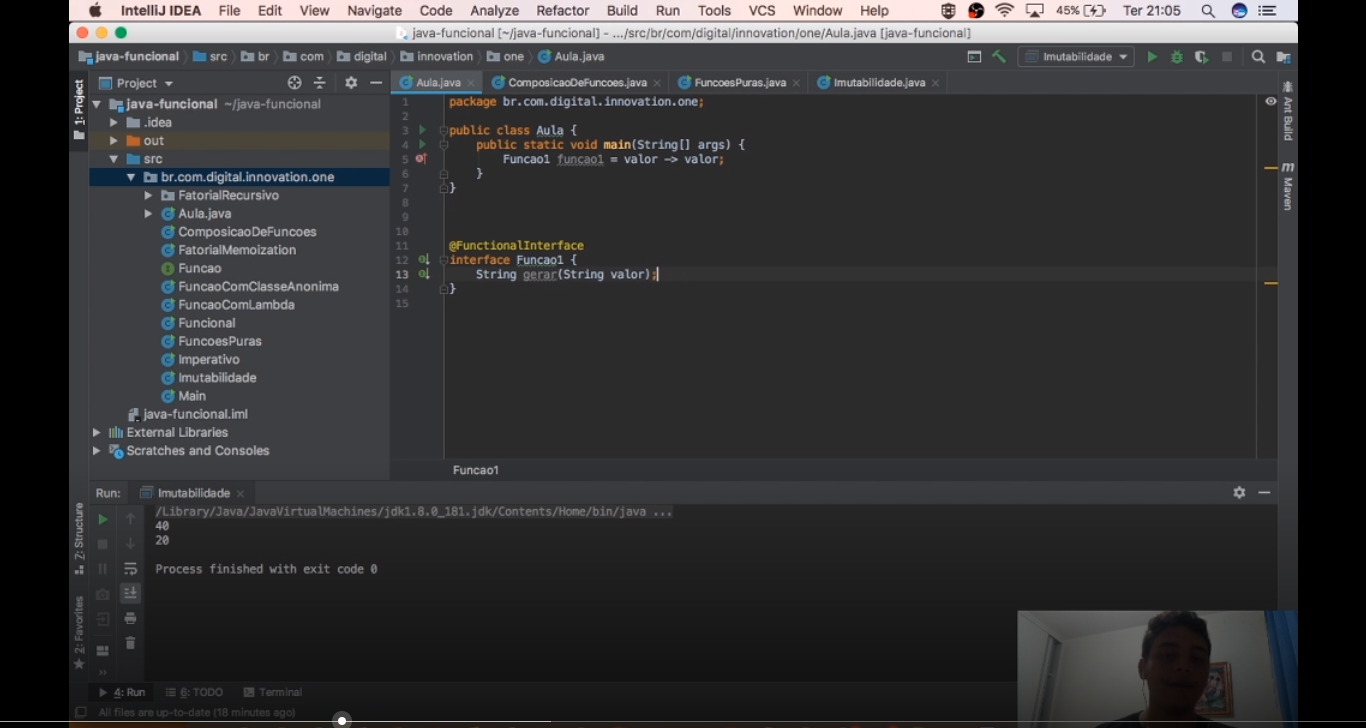 IntelliJ IDEA File Edit View Navigate Code Analyze Refactor Build Run Tools VCS Window Help 45% Ter 21:05
java-funcional [~/java-funcional] - .../src/br/com/digital/innovation/one/Aula.java [java-funcional]
java-funcional src br com digital innovation one Aula.java Imutabilidade
1: Project
Project
Aula.java ComposicaoDeFuncoes.java FuncoesPuras.java Imutabilidade.java
java-funcional ~/java-funcional
.idea
out
src
br.com.digital.innovation.one
FatorialRecursivo
Aula.java
ComposicaoDeFuncoes
FatorialMemoization
Funcao
FuncaoComClasseAnonima
FuncaoComLambda
Funcional
FuncoesPuras
Imperativo
Imutabilidade
Main
java-funcional.iml
External Libraries
Scratches and Consoles
1 package br.com.digital.innovation.one;
2
3 public class Aula {
4 public static void main(String[] args) {
5 Funcao1 funcao1 = valor -> valor;
6 }
7 }
8
9
10
11 @FunctionalInterface
12 interface Funcao1 {
13 String gerar(String valor);
14 }
15
Funcao1
Ant Build
m Maven
Run: Imutabilidade
/Library/Java/JavaVirtualMachines/jdk1.8.0_181.jdk/Contents/Home/bin/java ...
40
20
Process finished with exit code 0
7: Structure
2: Favorites
4: Run 6: TODO Terminal
All files are up-to-date (18 minutes ago)